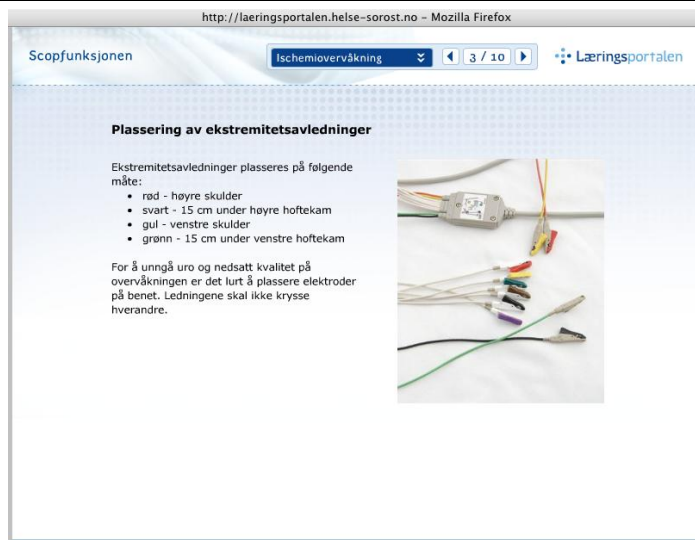 http://laeringsportalen.helse-sorost.no – Mozilla Firefox
Scopfunksjonen
Ischemiovervåkning
3 / 10
Læringsportalen
Plassering av ekstremitetsavledninger
Ekstremitetsavledninger plasseres på følgende
måte:
• rød - høyre skulder
• svart - 15 cm under høyre hoftekam
• gul - venstre skulder
• grønn - 15 cm under venstre hoftekam
For å unngå uro og nedsatt kvalitet på
overvåkningen er det lurt å plassere elektroder
på benet. Ledningene skal ikke krysse
hverandre.